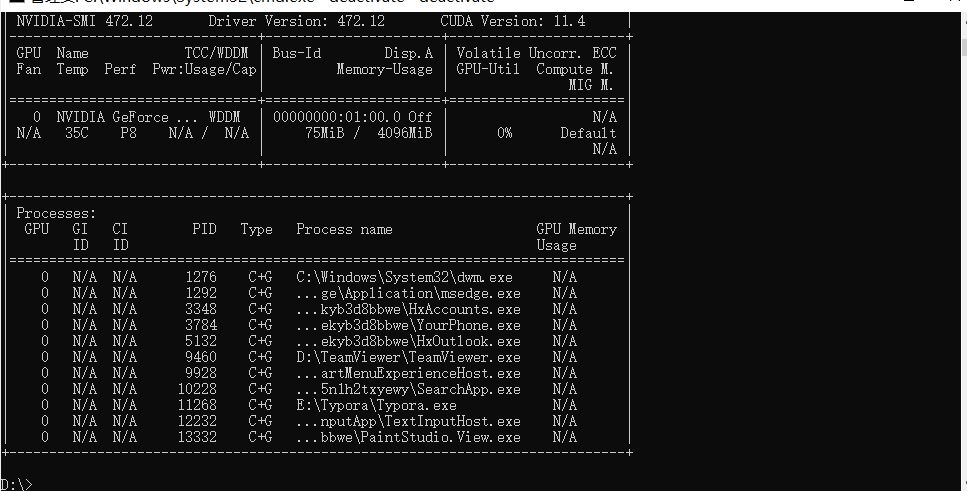 NVIDIA-SMI 472.12       Driver Version: 472.12       CUDA Version: 11.4
GPU  Name            TCC/WDDM | Bus-Id        Disp.A | Volatile Uncorr. ECC
Fan  Temp  Perf  Pwr:Usage/Cap|         Memory-Usage | GPU-Util  Compute M.
MIG M.
0  NVIDIA GeForce ...  WDDM  | 00000000:01:00.0 Off |                  N/A
N/A   35C    P8    N/A /  N/A |     75MiB /  4096MiB |      0%      Default
N/A
Processes:
GPU   GI   CI        PID   Type   Process name                  GPU Memory
ID   ID                                                   Usage
0   N/A  N/A      1276    C+G   C:\Windows\System32\dwm.exe     N/A
0   N/A  N/A      1292    C+G   ...ge\Application\msedge.exe    N/A
0   N/A  N/A      3348    C+G   ...kyb3d8bbwe\HxAccounts.exe    N/A
0   N/A  N/A      3784    C+G   ...ekyb3d8bbwe\YourPhone.exe    N/A
0   N/A  N/A      5132    C+G   ...ekyb3d8bbwe\HxOutlook.exe    N/A
0   N/A  N/A      9460    C+G   D:\TeamViewer\TeamViewer.exe    N/A
0   N/A  N/A      9928    C+G   ...artMenuExperienceHost.exe    N/A
0   N/A  N/A     10228    C+G   ...5n1h2txyewy\SearchApp.exe    N/A
0   N/A  N/A     11268    C+G   E:\Typora\Typora.exe            N/A
0   N/A  N/A     12232    C+G   ...nputApp\TextInputHost.exe    N/A
0   N/A  N/A     13332    C+G   ...bbwe\PaintStudio.View.exe    N/A
D:\>